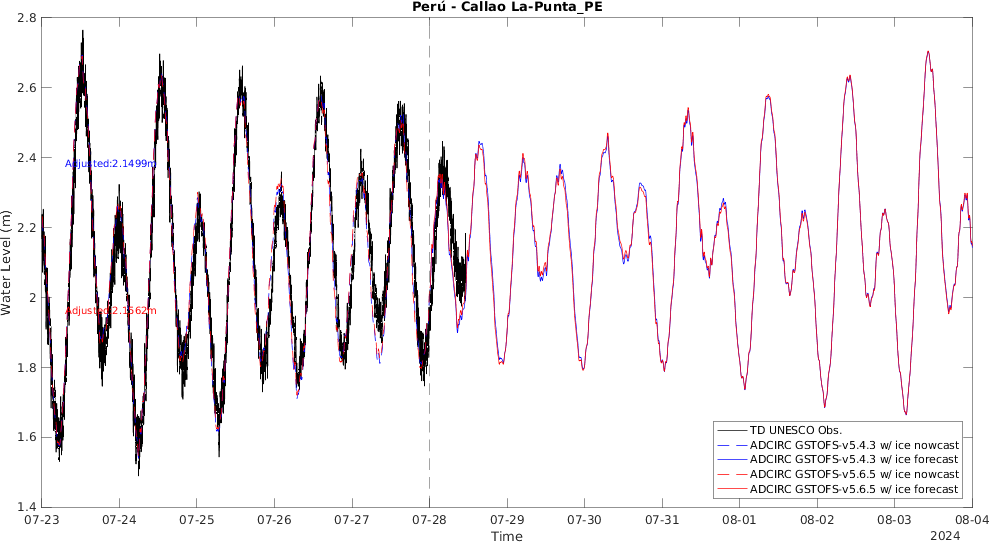 Perú - Callao La-Punta_PE
2.8
2.6
2.4
2.2
2
1.8
1.6
1.4
Water Level (m)
Adjusted:2.1499m
Adjusted:2.1562m
TD UNESCO Obs.
ADCIRC GSTOFS-v5.4.3 w/ ice nowcast
ADCIRC GSTOFS-v5.4.3 w/ ice forecast
ADCIRC GSTOFS-v5.6.5 w/ ice nowcast
ADCIRC GSTOFS-v5.6.5 w/ ice forecast
07-23 07-24 07-25 07-26 07-27 07-28 07-29 07-30 07-31 08-01 08-02 08-03 08-04
Time
2024